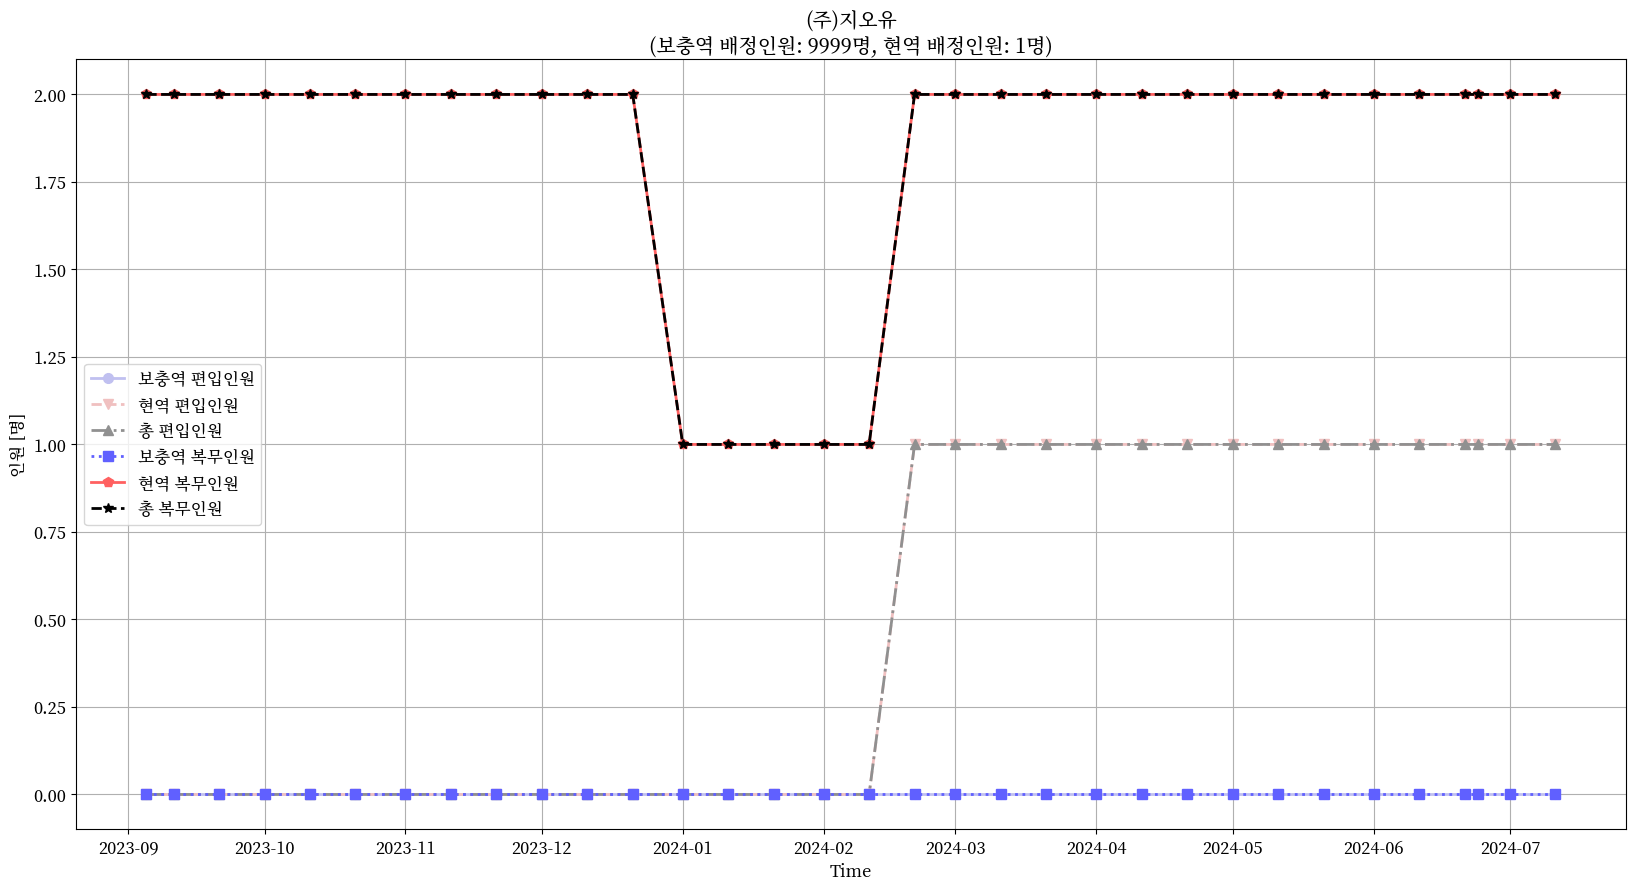 (주)지오유
(보충역 배정인원: 9999명, 현역 배정인원: 1명)
인원 [명]
2.00
1.75
1.50
1.25
1.00
0.75
0.50
0.25
0.00
보충역 편입인원
현역 편입인원
총 편입인원
보충역 복무인원
현역 복무인원
총 복무인원
2023-09 2023-10 2023-11 2023-12 2024-01 2024-02 2024-03 2024-04 2024-05 2024-06 2024-07
Time